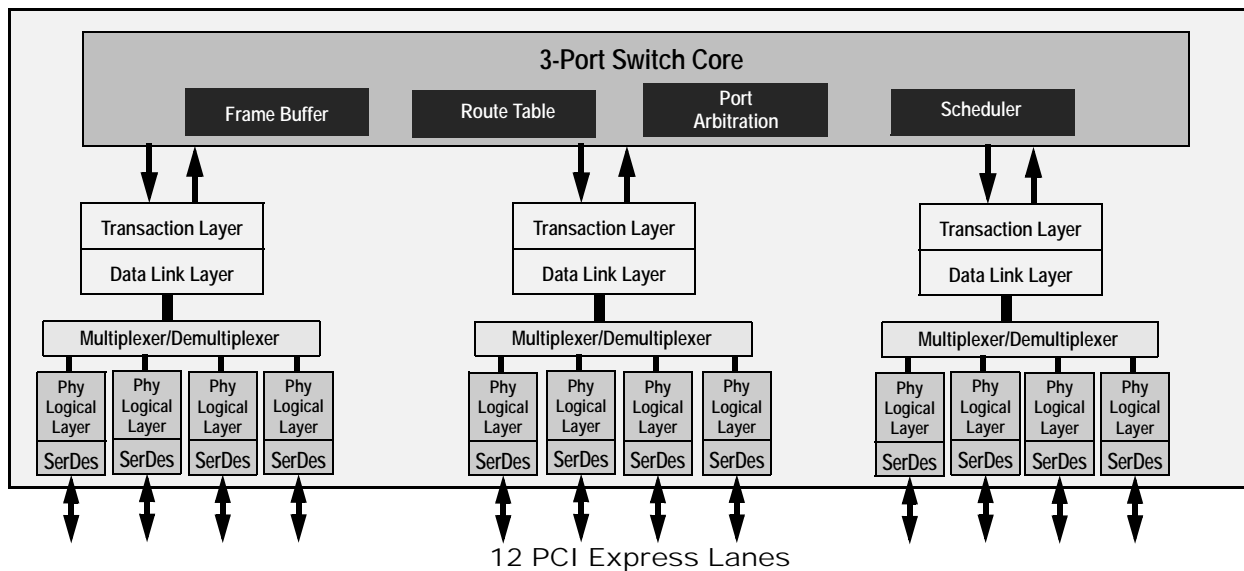 3-Port Switch Core
Frame Buffer
Route Table
Port
Arbitration
Scheduler
Transaction Layer
Data Link Layer
Multiplexer/Demultiplexer
Phy
Logical
Layer
SerDes
Phy
Logical
Layer
SerDes
Phy
Logical
Layer
SerDes
Phy
Logical
Layer
SerDes
Transaction Layer
Data Link Layer
Multiplexer/Demultiplexer
Phy
Logical
Layer
SerDes
Phy
Logical
Layer
SerDes
Phy
Logical
Layer
SerDes
Phy
Logical
Layer
SerDes
Transaction Layer
Data Link Layer
Multiplexer/Demultiplexer
Phy
Logical
Layer
SerDes
Phy
Logical
Layer
SerDes
Phy
Logical
Layer
SerDes
Phy
Logical
Layer
SerDes
12 PCI Express Lanes